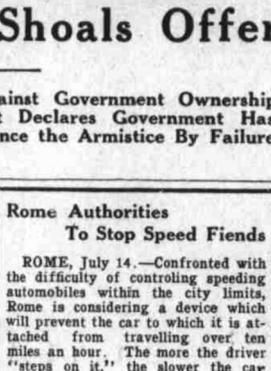 Shoals Offer
ainst Government Ownership
t Declares Government Has
nce the Armistice By Failure
Rome Authorities
To Stop Speed Fiends
ROME, July 14.—Confronted with
the difficulty of controling speeding
automobiles within the city limits,
Rome is considering a device which
will prevent the car to which it is at-
tached from travelling over ten
miles an hour. The more the driver
"steps on it," the slower the car